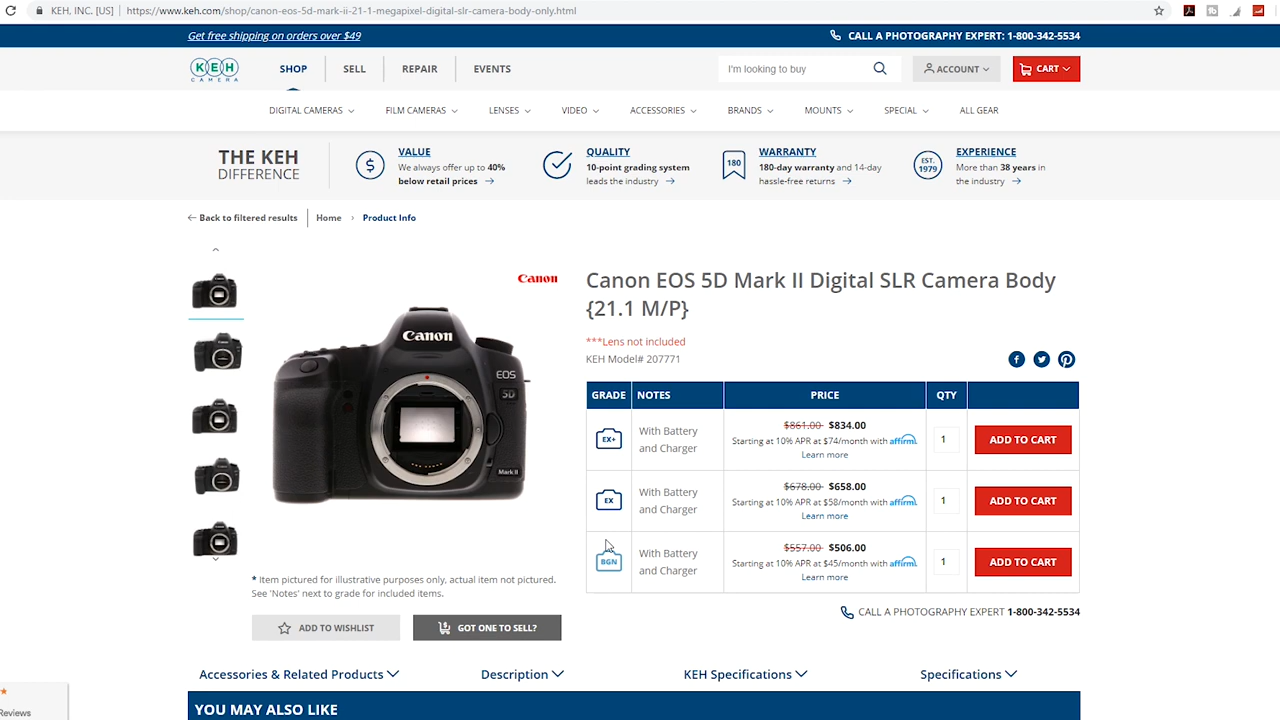 KEH, INC. [US]
https://www.keh.com/shop/canon-eos-5d-mark-ii-21-1-megapixel-digital-slr-camera-body-only.html
Get free shipping on orders over $49
CALL A PHOTOGRAPHY EXPERT: 1-800-342-5534
KEH
CAMERA
SHOP
SELL
REPAIR
EVENTS
I'm looking to buy
ACCOUNT
CART
DIGITAL CAMERAS
FILM CAMERAS
LENSES
VIDEO
ACCESSORIES
BRANDS
MOUNTS
SPECIAL
ALL GEAR
THE KEH
DIFFERENCE
$
VALUE
We always offer up to 40%
below retail prices
QUALITY
10-point grading system
leads the industry
180
WARRANTY
180-day warranty and 14-day
hassle-free returns
EST.
1979
EXPERIENCE
More than 38 years in
the industry
Back to filtered results
Home
Product Info
Canon
Canon
EOS
5D
Mark II
Canon EOS 5D Mark II Digital SLR Camera Body
{21.1 M/P}
***Lens not included
KEH Model# 207771
GRADE
NOTES
PRICE
QTY
EX+
With Battery
and Charger
$861.00 $834.00
Starting at 10% APR at $74/month with affirm.
Learn more
1
ADD TO CART
EX
With Battery
and Charger
$678.00 $658.00
Starting at 10% APR at $58/month with affirm.
Learn more
1
ADD TO CART
BGN
With Battery
and Charger
$557.00 $506.00
Starting at 10% APR at $45/month with affirm.
Learn more
1
ADD TO CART
* Item pictured for illustrative purposes only, actual item not pictured.
See 'Notes' next to grade for included items.
CALL A PHOTOGRAPHY EXPERT 1-800-342-5534
ADD TO WISHLIST
GOT ONE TO SELL?
Accessories & Related Products
Description
KEH Specifications
Specifications
Reviews
YOU MAY ALSO LIKE